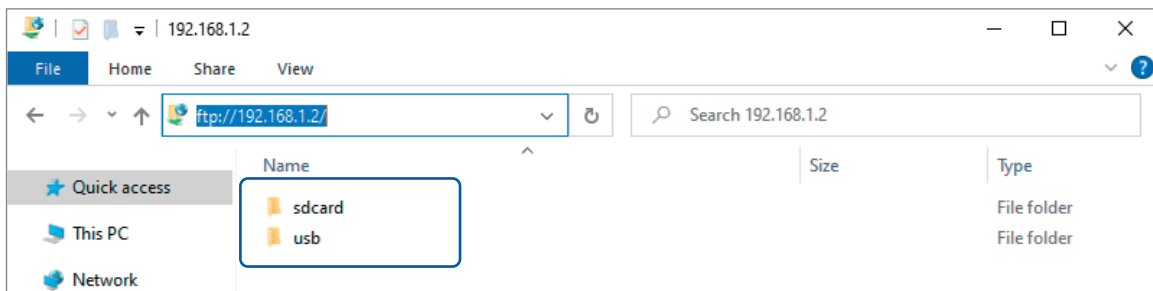 192.168.1.2
File Home Share View ?
ftp://192.168.1.2/ Search 192.168.1.2
Name Size Type
Quick access
sdcard File folder
This PC
usb File folder
Network